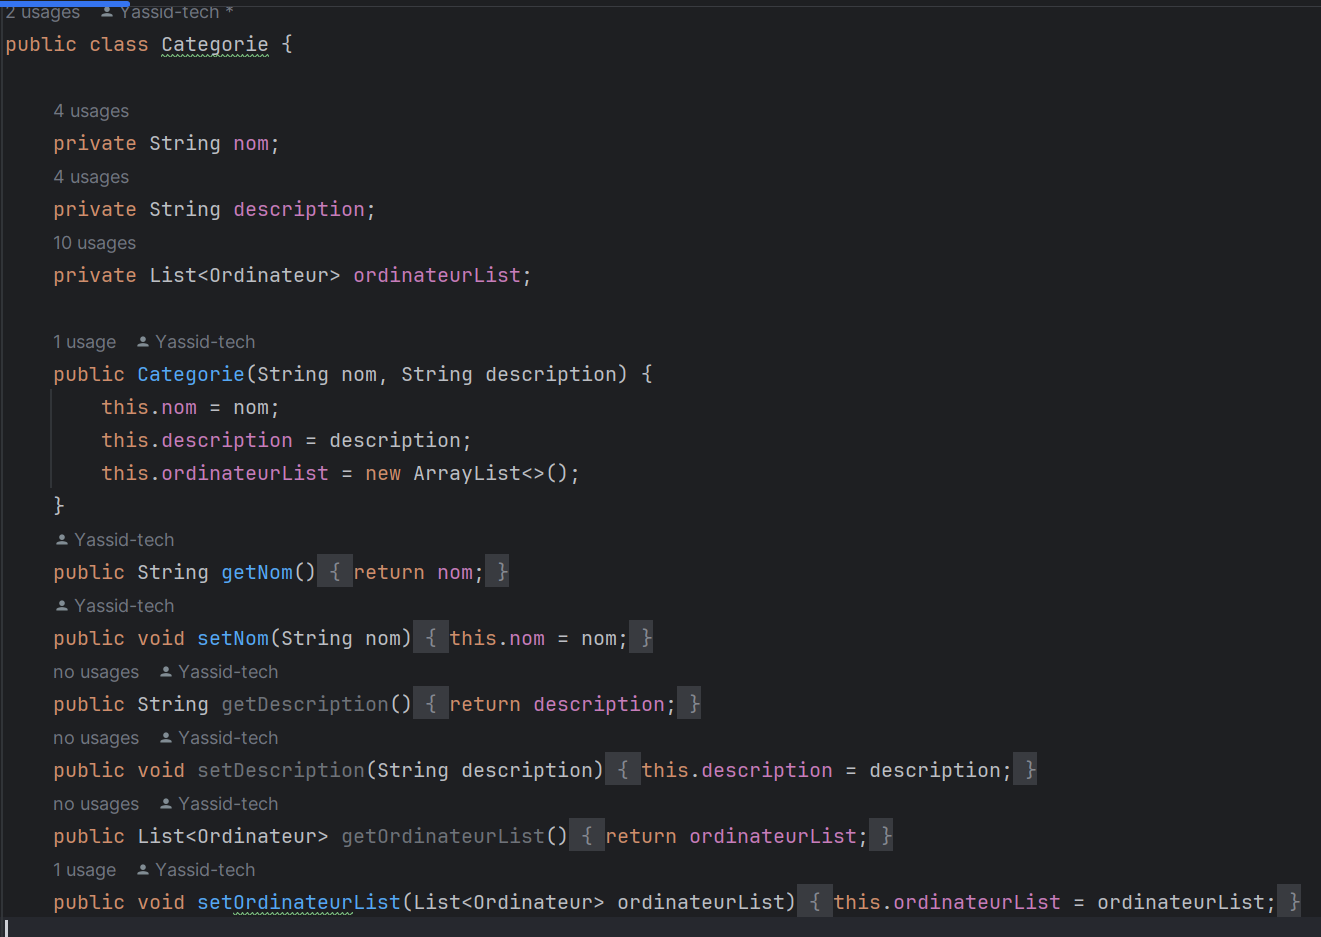 2 usages Yassid-tech *
public class Categorie {
4 usages
private String nom;
4 usages
private String description;
10 usages
private List<Ordinateur> ordinateurList;
1 usage Yassid-tech
public Categorie(String nom, String description) {
this.nom = nom;
this.description = description;
this.ordinateurList = new ArrayList<>();
}
Yassid-tech
public String getNom() { return nom; }
Yassid-tech
public void setNom(String nom) { this.nom = nom; }
no usages Yassid-tech
public String getDescription() { return description; }
no usages Yassid-tech
public void setDescription(String description) { this.description = description; }
no usages Yassid-tech
public List<Ordinateur> getOrdinateurList() { return ordinateurList; }
1 usage Yassid-tech
public void setOrdinateurList(List<Ordinateur> ordinateurList) { this.ordinateurList = ordinateurList; }